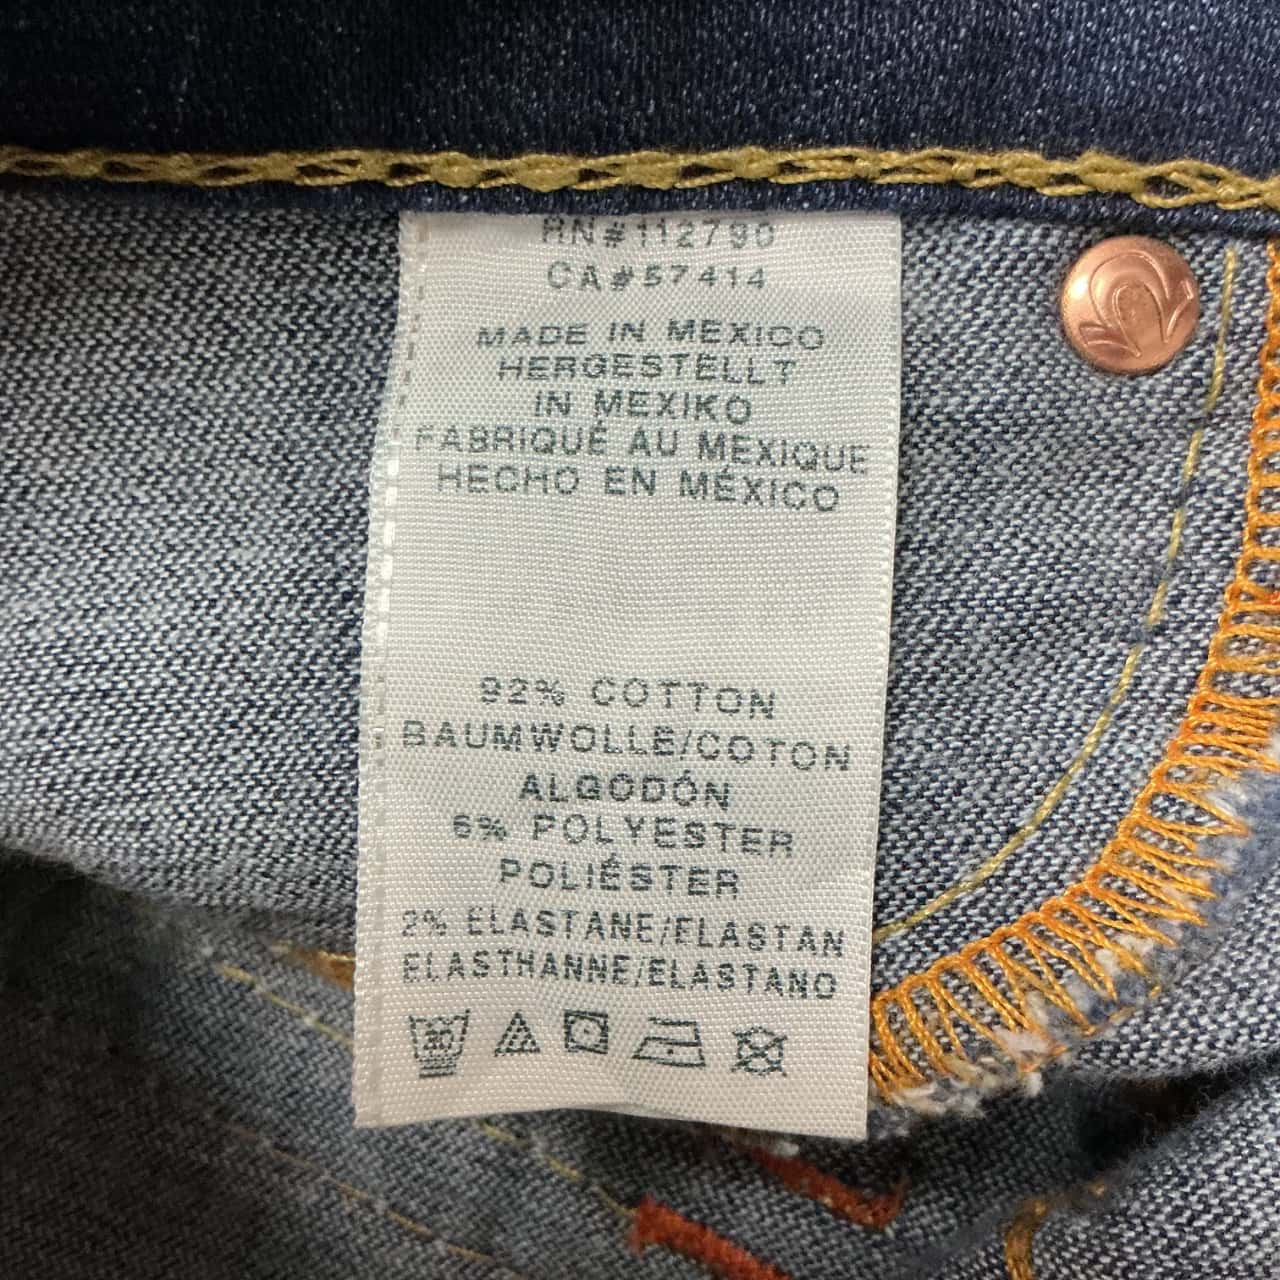 RN#112790
CA#57414
MADE IN MEXICO
HERGESTELLT
IN MEXIKO
FABRIQUÉ AU MEXIQUE
HECHO EN MÉXICO
92% COTTON
BAUMWOLLE/COTON
ALGODÓN
6% POLYESTER
POLIÉSTER
2% ELASTANE/ELASTAN
ELASTHANNE/ELASTANO
30